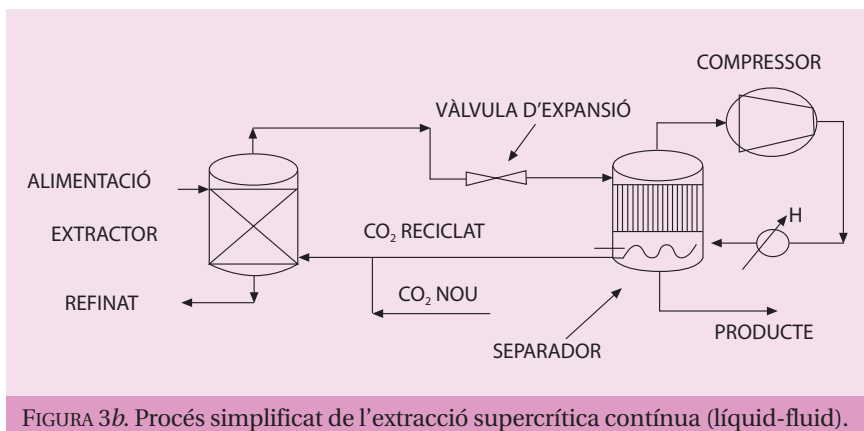 COMPRESSOR
VÀLVULA D'EXPANSIÓ
ALIMENTACIÓ
H
EXTRACTOR
CO₂ RECICLAT
REFINAT
CO₂ NOU
PRODUCTE
SEPARADOR
FIGURA 3b. Procés simplificat de l'extracció supercrítica contínua (líquid-fluid).